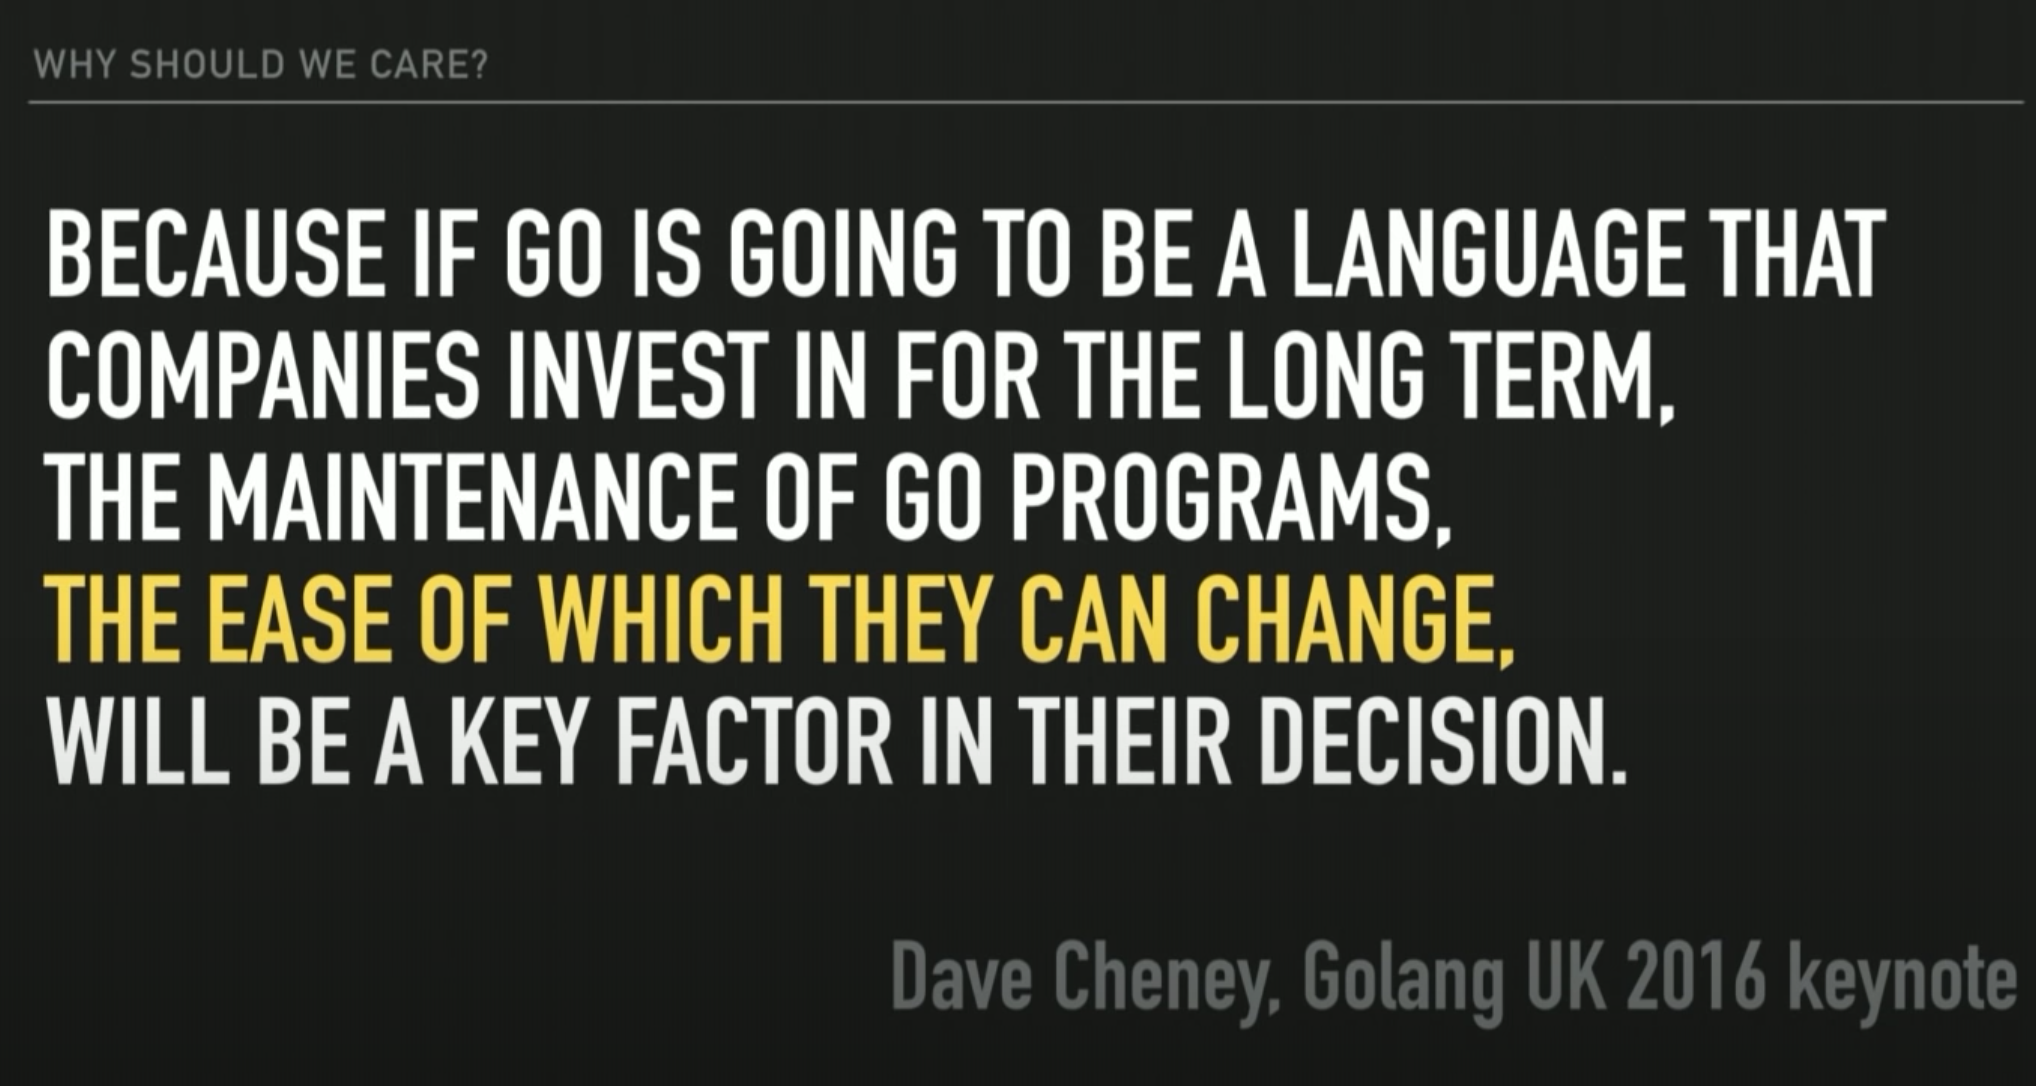 WHY SHOULD WE CARE?
BECAUSE IF GO IS GOING TO BE A LANGUAGE THAT
COMPANIES INVEST IN FOR THE LONG TERM,
THE MAINTENANCE OF GO PROGRAMS,
THE EASE OF WHICH THEY CAN CHANGE,
WILL BE A KEY FACTOR IN THEIR DECISION.
Dave Cheney, Golang UK 2016 keynote